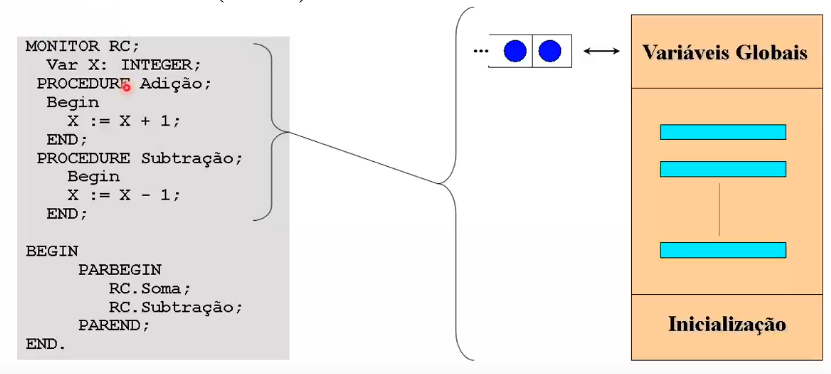 MONITOR RC;
Var X: INTEGER;
PROCEDURE Adição;
Begin
X := X + 1;
END;
PROCEDURE Subtração;
Begin
X := X - 1;
END;
BEGIN
PARBEGIN
RC.Soma;
RC.Subtração;
PAREND;
END.
...
Variáveis Globais
Inicialização